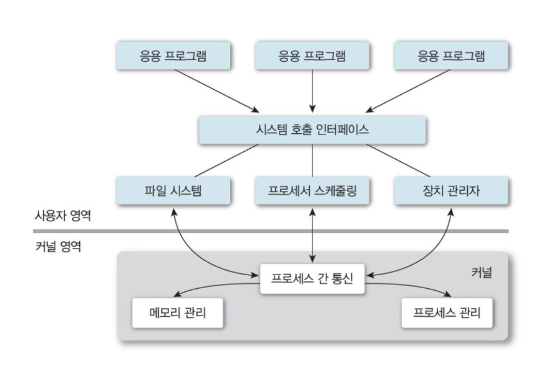 응용 프로그램
응용 프로그램
응용 프로그램
시스템 호출 인터페이스
파일 시스템
프로세서 스케줄링
장치 관리자
사용자 영역
커널 영역
커널
프로세스 간 통신
메모리 관리
프로세스 관리